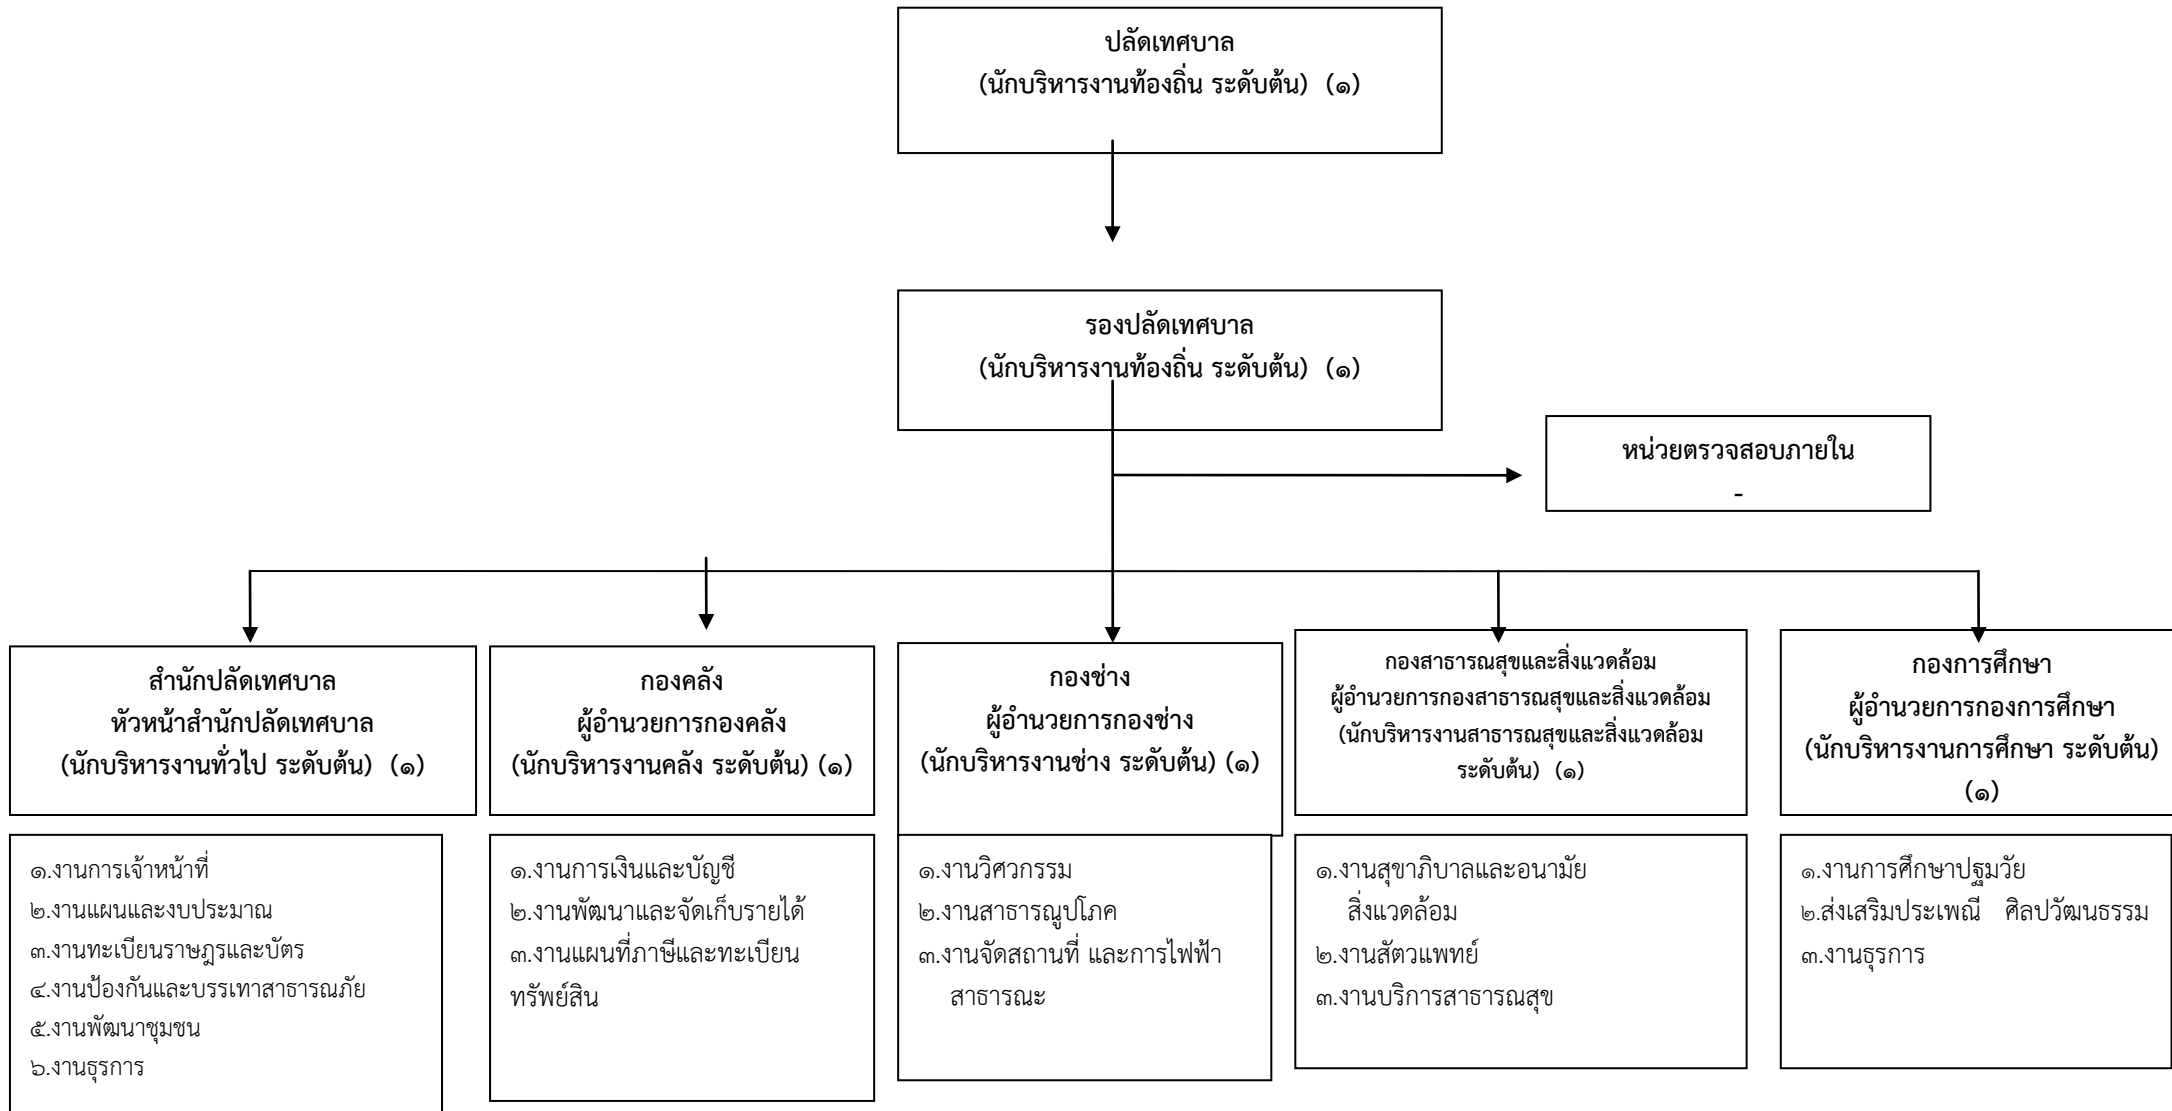 ปลัดเทศบาล
(นักบริหารงานท้องถิ่น ระดับต้น) (๑)
รองปลัดเทศบาล
(นักบริหารงานท้องถิ่น ระดับต้น) (๑)
หน่วยตรวจสอบภายใน
-
สำนักปลัดเทศบาล
หัวหน้าสำนักปลัดเทศบาล
(นักบริหารงานทั่วไป ระดับต้น) (๑)
กองคลัง
ผู้อำนวยการกองคลัง
(นักบริหารงานคลัง ระดับต้น) (๑)
กองช่าง
ผู้อำนวยการกองช่าง
(นักบริหารงานช่าง ระดับต้น) (๑)
กองสาธารณสุขและสิ่งแวดล้อม
ผู้อำนวยการกองสาธารณสุขและสิ่งแวดล้อม
(นักบริหารงานสาธารณสุขและสิ่งแวดล้อม
ระดับต้น) (๑)
กองการศึกษา
ผู้อำนวยการกองการศึกษา
(นักบริหารงานการศึกษา ระดับต้น)
(๑)
๑.งานการเจ้าหน้าที่
๒.งานแผนและงบประมาณ
๓.งานทะเบียนราษฎรและบัตร
๔.งานป้องกันและบรรเทาสาธารณภัย
๕.งานพัฒนาชุมชน
๖.งานธุรการ
๑.งานการเงินและบัญชี
๒.งานพัฒนาและจัดเก็บรายได้
๓.งานแผนที่ภาษีและทะเบียน
ทรัพย์สิน
๑.งานวิศวกรรม
๒.งานสาธารณูปโภค
๓.งานจัดสถานที่ และการไฟฟ้า
สาธารณะ
๑.งานสุขาภิบาลและอนามัย
สิ่งแวดล้อม
๒.งานสัตวแพทย์
๓.งานบริการสาธารณสุข
๑.งานการศึกษาปฐมวัย
๒.ส่งเสริมประเพณี ศิลปวัฒนธรรม
๓.งานธุรการ